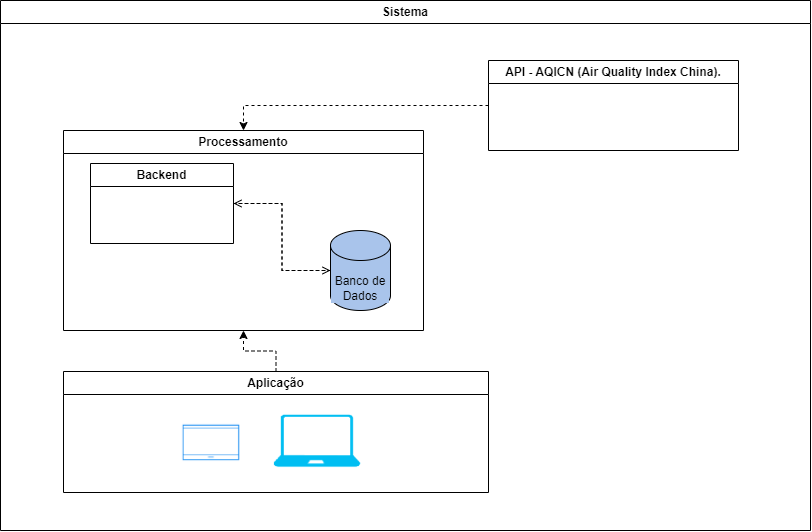 Sistema
API - AQICN (Air Quality Index China).
Processamento
Backend
Banco de
Dados
Aplicação